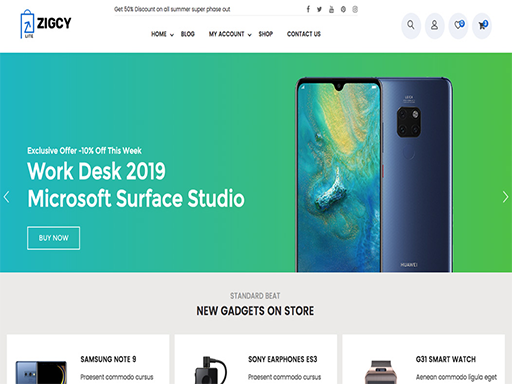 Get 50% Discount on all summer super phase out
ZIGCY
LITE
HOME BLOG MY ACCOUNT SHOP CONTACT US
Exclusive Offer -10% Off This Week
Work Desk 2019
Microsoft Surface Studio
BUY NOW
HUAWEI
STANDARD BEAT
NEW GADGETS ON STORE
SAMSUNG NOTE 9
Praesent commodo cursus
SONY EARPHONES ES3
Praesent commodo cursus
G31 SMART WATCH
Aenean commodo ligula eget